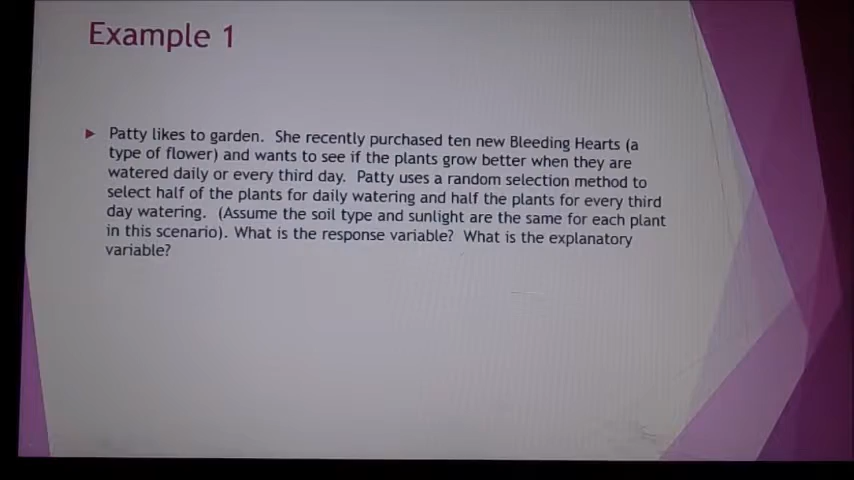 Example 1
Patty likes to garden. She recently purchased ten new Bleeding Hearts (a
type of flower) and wants to see if the plants grow better when they are
watered daily or every third day. Patty uses a random selection method to
select half of the plants for daily watering and half the plants for every third
day watering. (Assume the soil type and sunlight are the same for each plant
in this scenario). What is the response variable? What is the explanatory
variable?